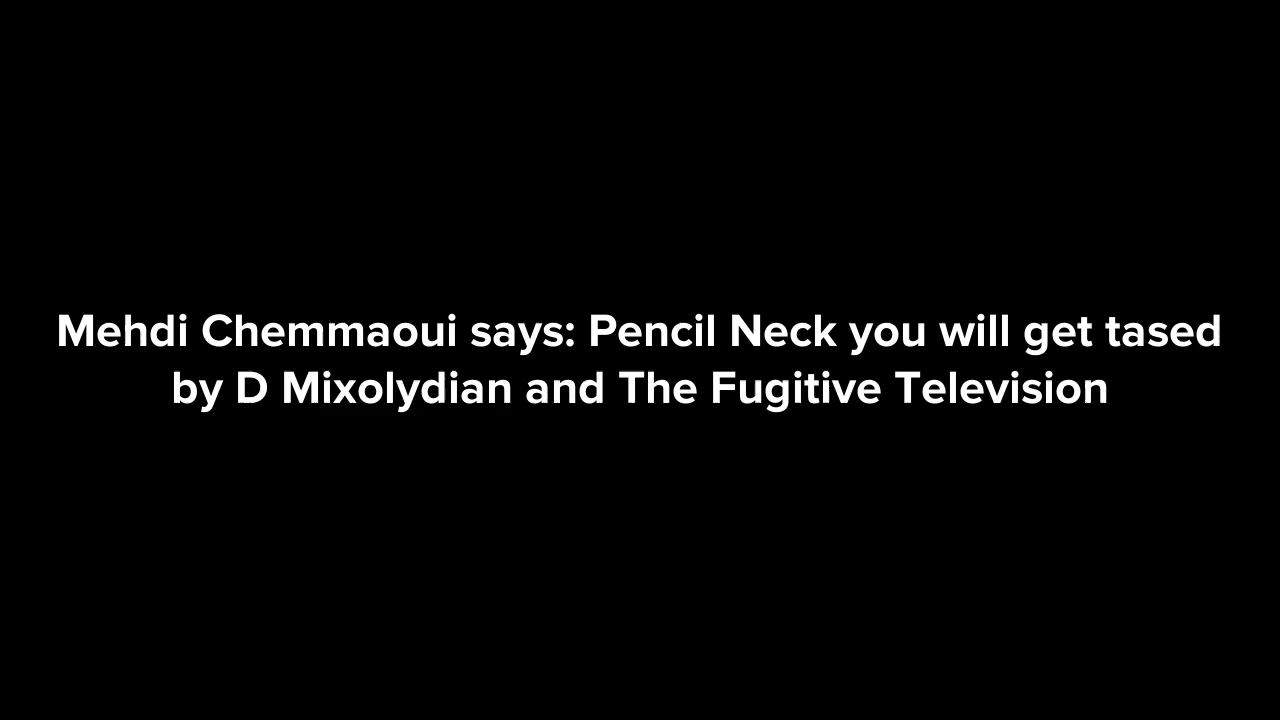 Mehdi Chemmaoui says: Pencil Neck you will get tased
by D Mixolydian and The Fugitive Television